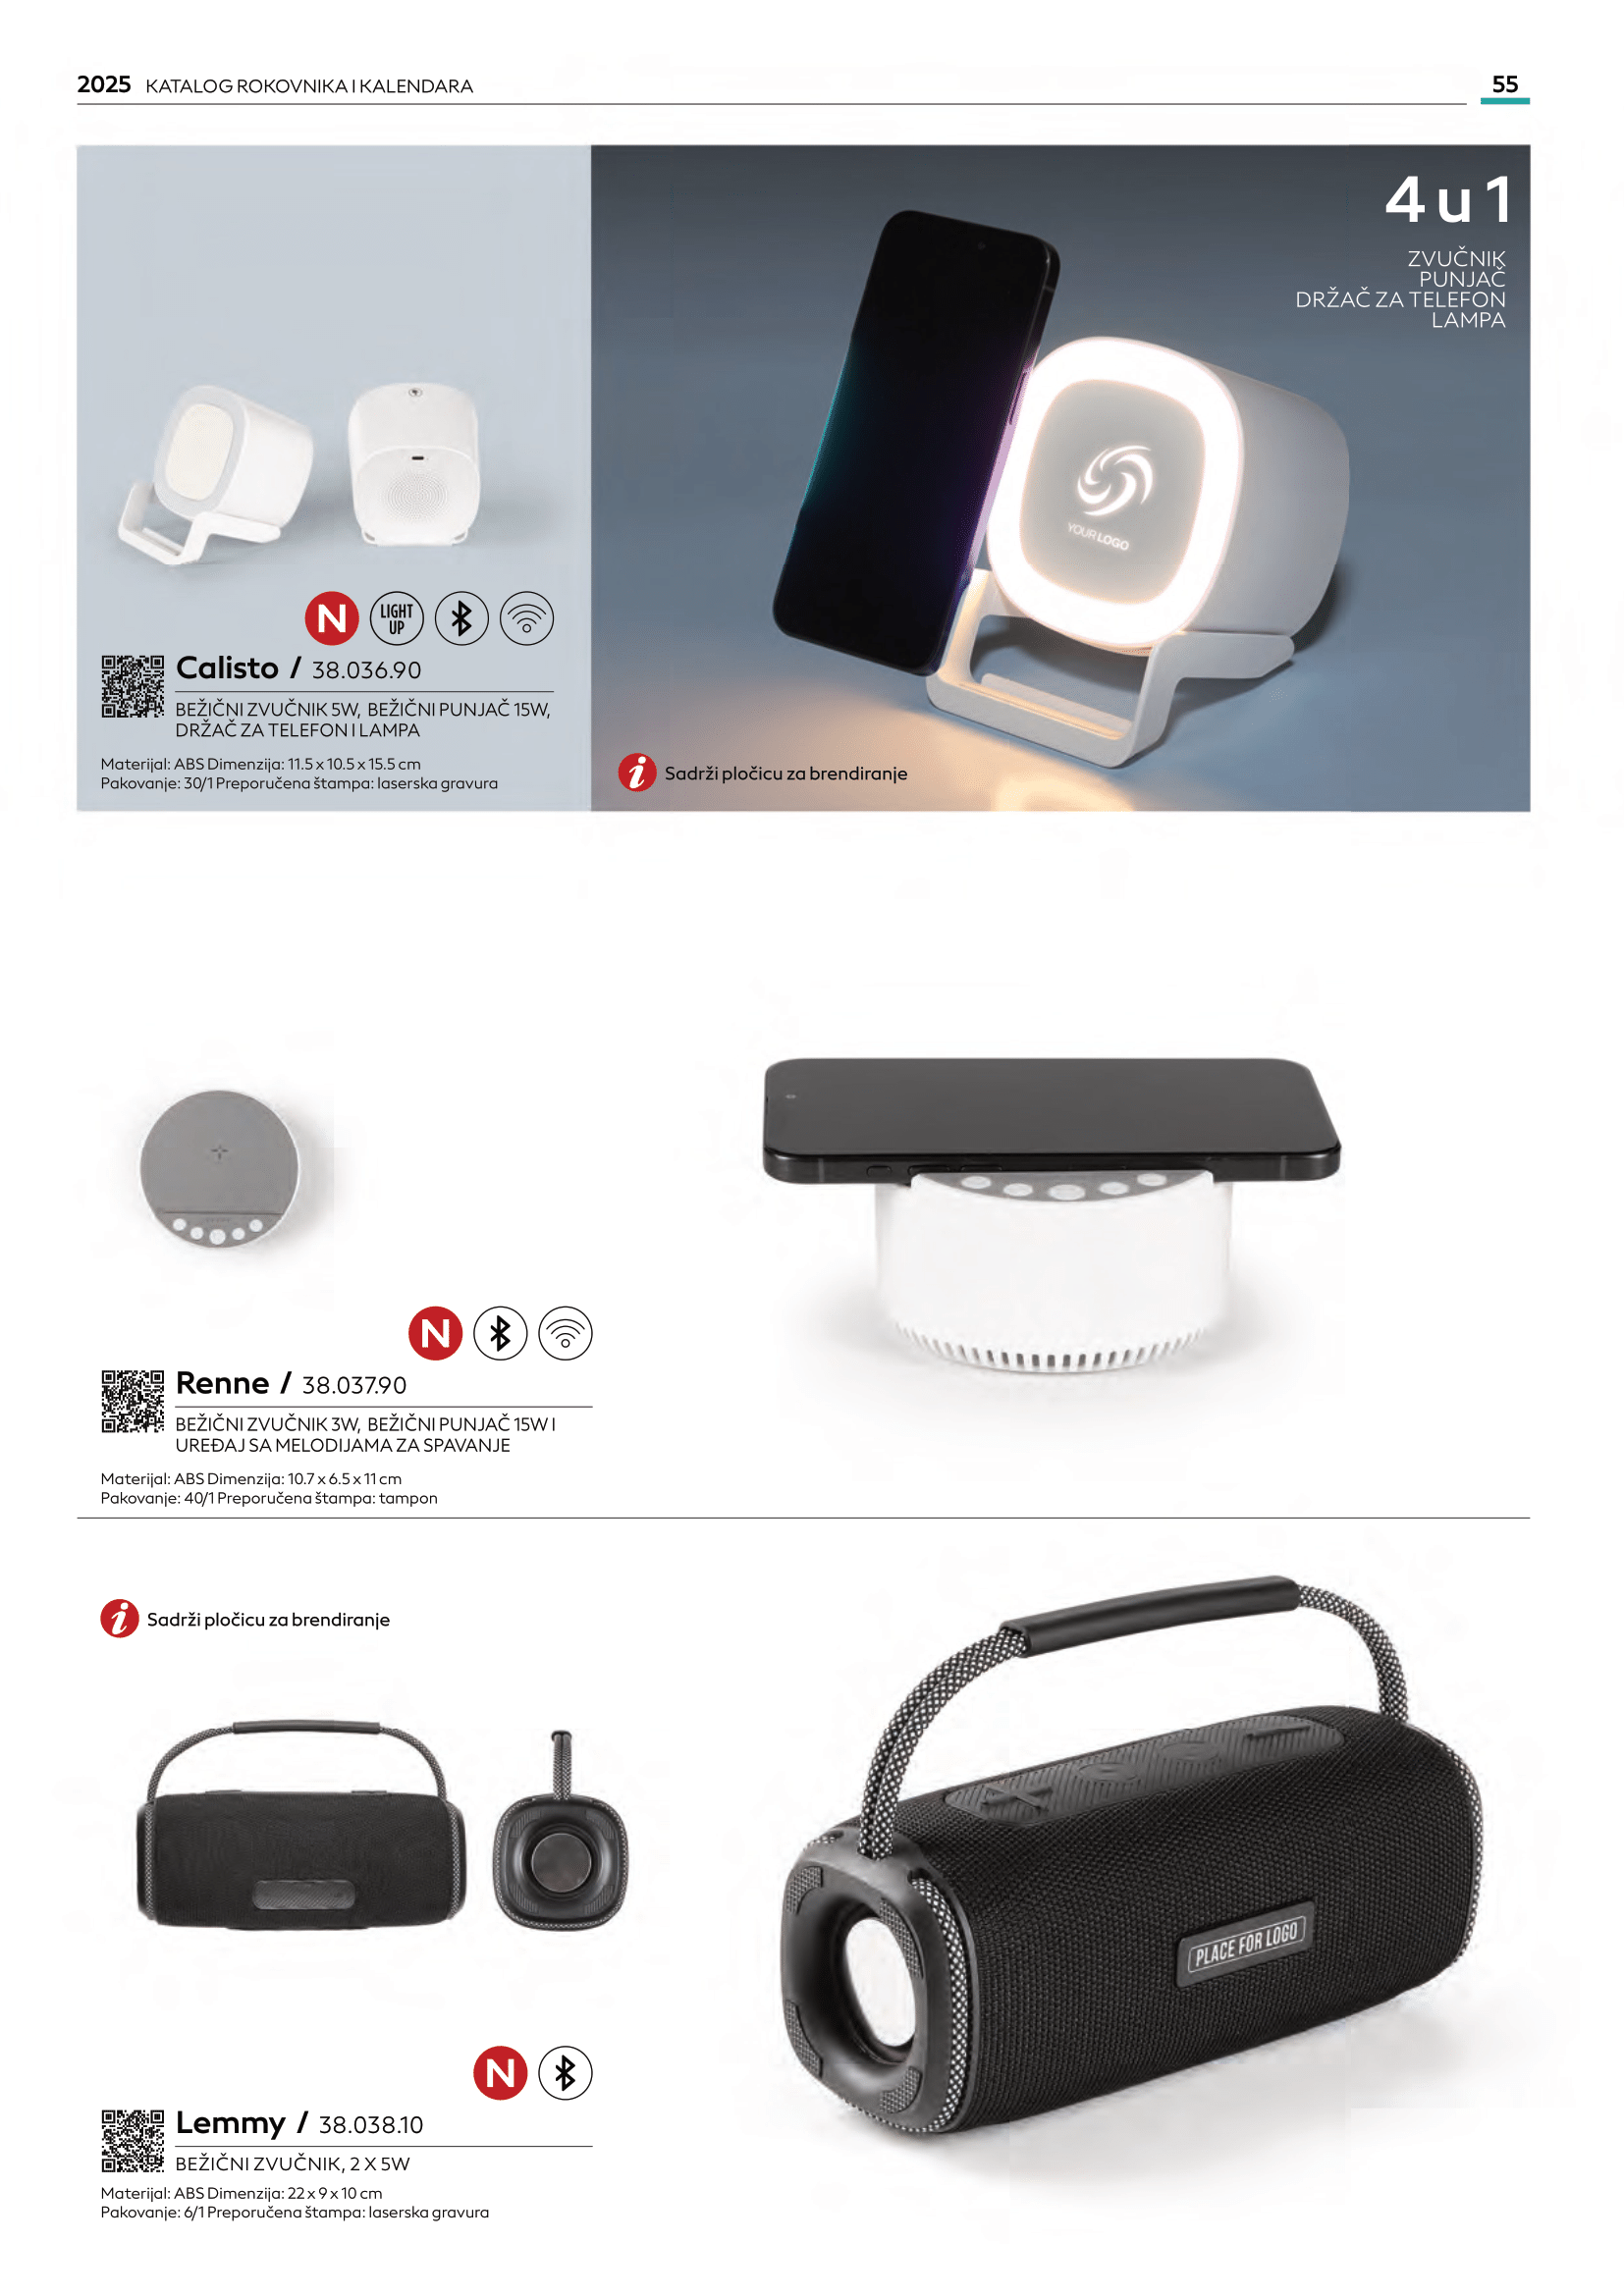 2025 KATALOG ROKOVNIKA I KALENDARA
55
4 u 1
ZVUČNIK
PUNJAČ
DRŽAČ ZA TELEFON
LAMPA
YOUR LOGO
N
LIGHT
UP
Calisto / 38.036.90
BEŽIČNI ZVUČNIK 5W, BEŽIČNI PUNJAČ 15W,
DRŽAČ ZA TELEFON I LAMPA
Materijal: ABS Dimenzija: 11.5 x 10.5 x 15.5 cm
Pakovanje: 30/1 Preporučena štampa: laserska gravura
i Sadrži pločicu za brendiranje
N
Renne / 38.037.90
BEŽIČNI ZVUČNIK 3W, BEŽIČNI PUNJAČ 15W I
UREĐAJ SA MELODIJAMA ZA SPAVANJE
Materijal: ABS Dimenzija: 10.7 x 6.5 x 11 cm
Pakovanje: 40/1 Preporučena štampa: tampon
i Sadrži pločicu za brendiranje
PLACE FOR LOGO
N
Lemmy / 38.038.10
BEŽIČNI ZVUČNIK, 2 X 5W
Materijal: ABS Dimenzija: 22 x 9 x 10 cm
Pakovanje: 6/1 Preporučena štampa: laserska gravura